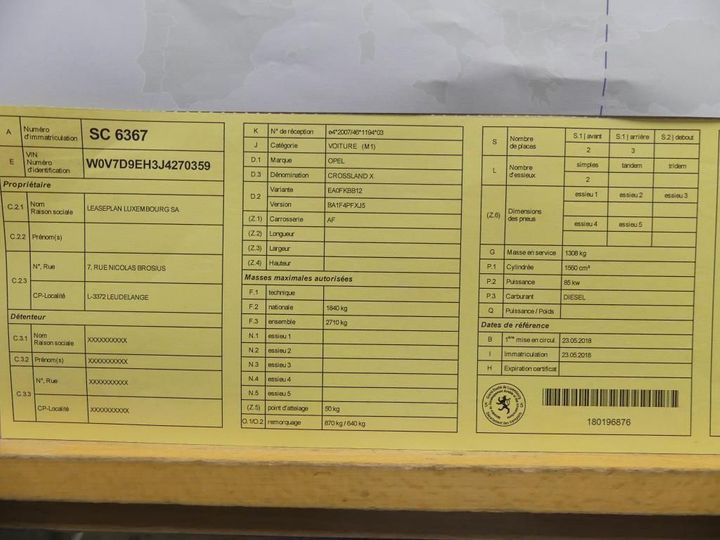 A Numéro d'immatriculation SC 6367
E VIN Numéro d'identification W0V7D9EH3J4270359
Propriétaire
C.2.1 Nom Raison sociale LEASEPLAN LUXEMBOURG SA
C.2.2 Prénom(s)
C.2.3 N°, Rue 7, RUE NICOLAS BROSIUS
CP-Localité L-3372 LEUDELANGE
Détenteur
C.3.1 Nom Raison sociale XXXXXXXXXX
C.3.2 Prénom(s) XXXXXXXXXX
C.3.3 N°, Rue XXXXXXXXXX
CP-Localité XXXXXXXXXX
K N° de réception e4*2007/46*1194*03
J Catégorie VOITURE (M1)
D.1 Marque OPEL
D.3 Dénomination CROSSLAND X
D.2 Variante EA0FKBB12
Version BA1F4PFXJ5
(Z.1) Carrosserie AF
(Z.2) Longueur
(Z.3) Largeur
(Z.4) Hauteur
Masses maximales autorisées
F.1 technique
F.2 nationale 1840 kg
F.3 ensemble 2710 kg
N.1 essieu 1
N.2 essieu 2
N.3 essieu 3
N.4 essieu 4
N.5 essieu 5
(Z.5) point d'attelage 50 kg
O.1/O.2 remorquage 870 kg / 640 kg
S Nombre de places S.1 | avant S.1 | arrière S.2 | debout
2 3
L Nombre d'essieux simples tandem tridem
2
(Z.6) Dimensions des pneus essieu 1 essieu 2 essieu 3
essieu 4 essieu 5
G Masse en service 1308 kg
P.1 Cylindrée 1560 cm³
P.2 Puissance 85 kw
P.3 Carburant DIESEL
Q Puissance / Poids
Dates de référence
B 1ère mise en circul. 23.05.2018
I Immatriculation 23.05.2018
H Expiration certificat
180196876